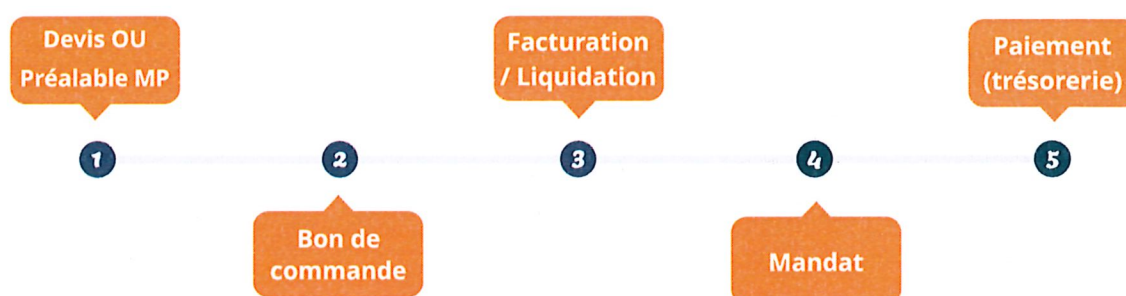 Devis OU
Préalable MP
1
2
Bon de
commande
Facturation
/ Liquidation
3
4
Mandat
Paiement
(trésorerie)
5